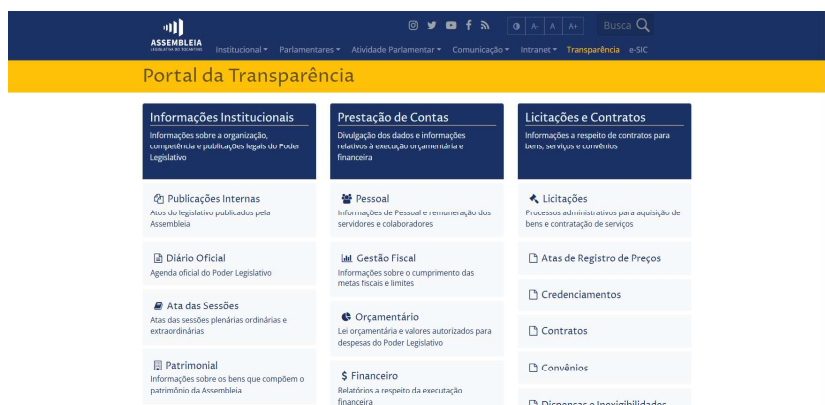 A- A A+ Busca
ASSEMBLEIA
LEGISLATIVA DO TOCANTINS
Institucional Parlamentares Atividade Parlamentar Comunicação Intranet Transparência e-SIC
Portal da Transparência
Informações Institucionais
Informações sobre a organização,
competência e publicações legais do Poder
Legislativo
Publicações Internas
Atos do legislativo publicados pela
Assembleia
Diário Oficial
Agenda oficial do Poder Legislativo
Ata das Sessões
Atas das sessões plenárias ordinárias e
extraordinárias
Patrimonial
Informações sobre os bens que compõem o
patrimônio da Assembleia
Prestação de Contas
Divulgação dos dados e informações
relativos à execução orçamentária e
financeira
Pessoal
Informações de Pessoal e remuneração dos
servidores e colaboradores
Gestão Fiscal
Informações sobre o cumprimento das
metas fiscais e limites
Orçamentário
Lei orçamentária e valores autorizados para
despesas do Poder Legislativo
Financeiro
Relatórios a respeito da executação
financeira
Licitações e Contratos
Informações a respeito de contratos para
bens, serviços e convênios
Licitações
Processos administrativos para aquisição de
bens e contratação de serviços
Atas de Registro de Preços
Credenciamentos
Contratos
Convênios
Dispensas e Inexigibilidades